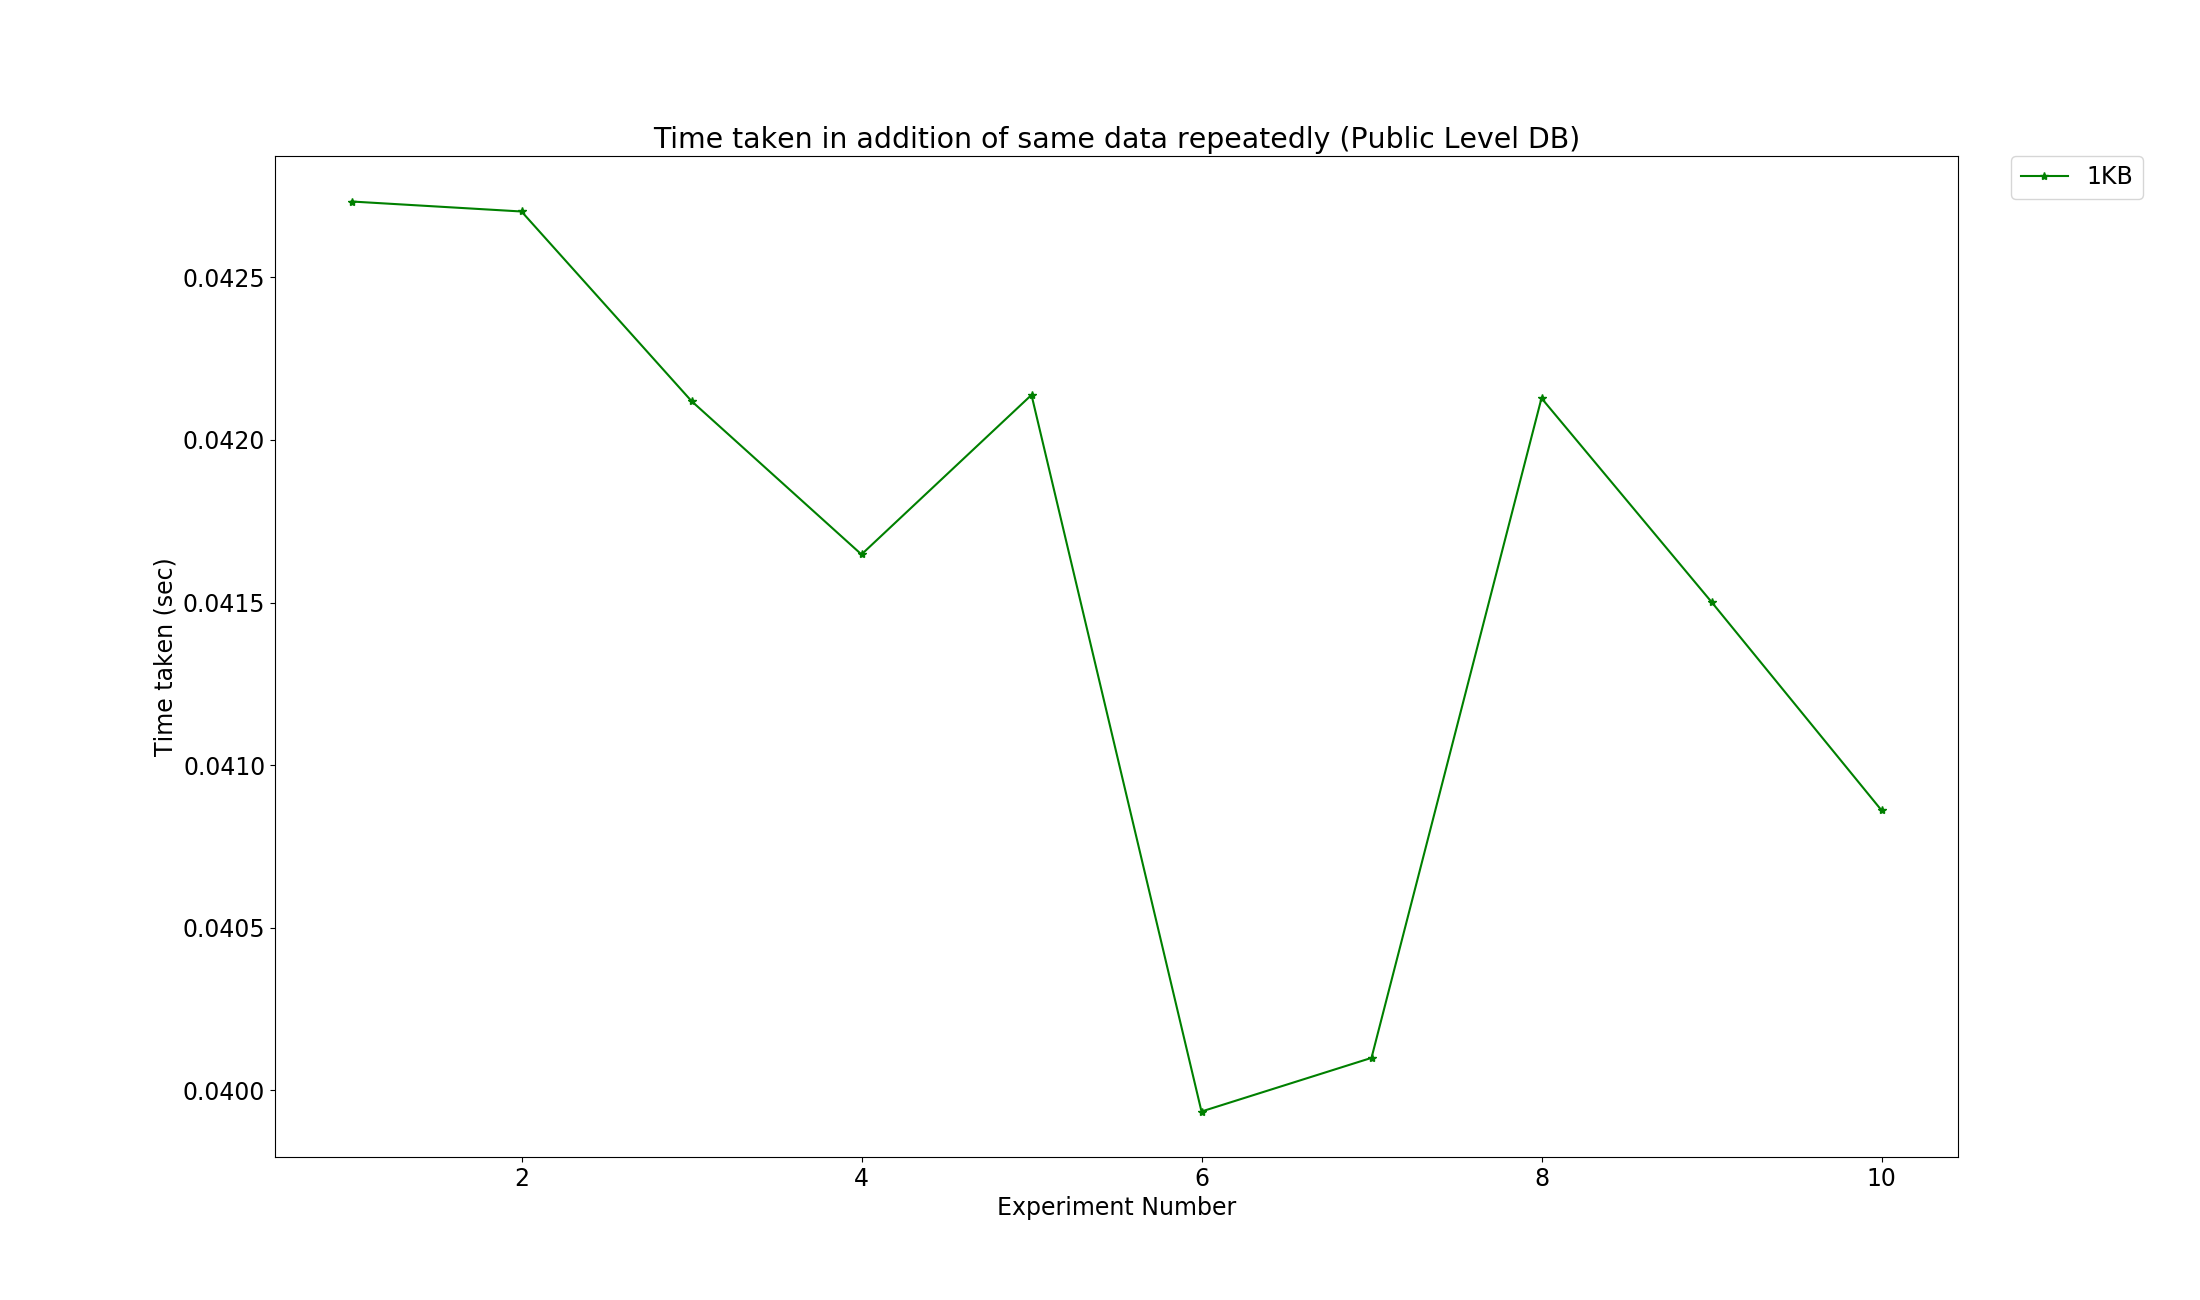 Time taken in addition of same data repeatedly (Public Level DB)
1KB
0.0425
0.0420
0.0415
0.0410
0.0405
0.0400
Time taken (sec)
2 4 6 8 10
Experiment Number